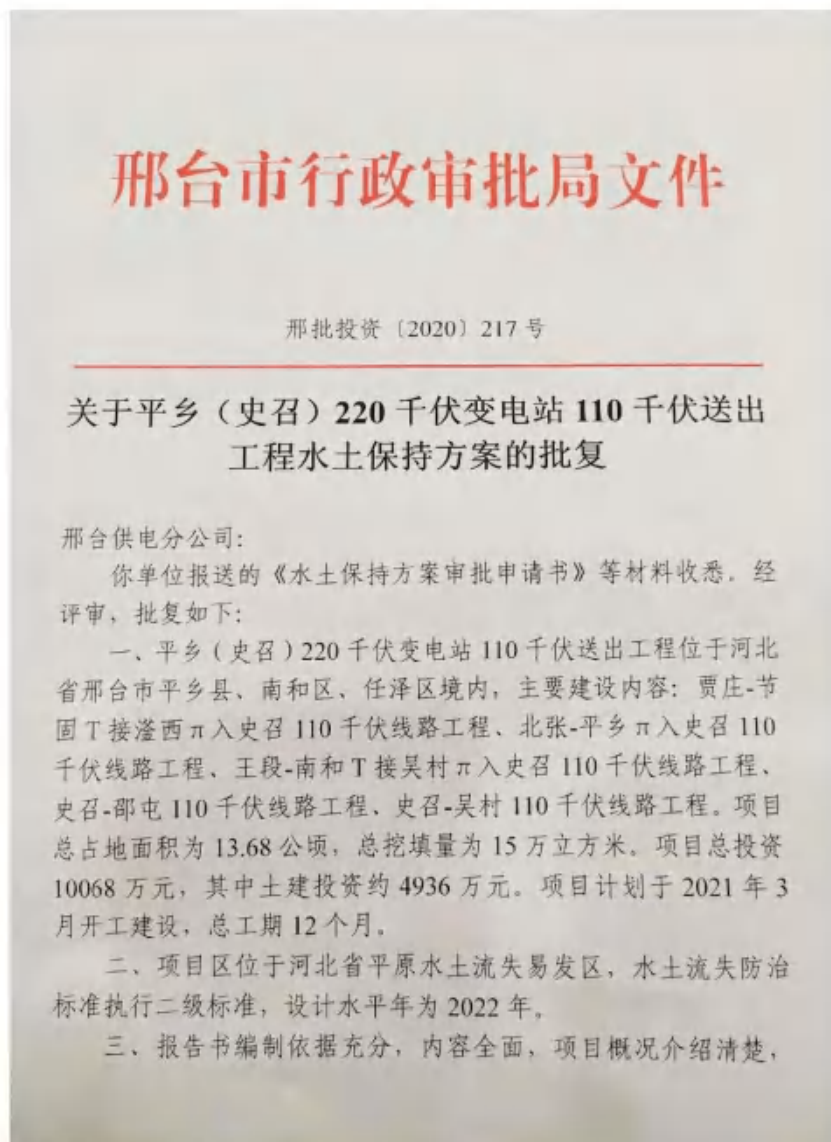 邢台市行政审批局文件
邢批投资〔2020〕217号
关于平乡（史召）220千伏变电站110千伏送出
工程水土保持方案的批复
邢台供电分公司：
你单位报送的《水土保持方案审批申请书》等材料收悉。经
评审，批复如下：
一、平乡（史召）220千伏变电站110千伏送出工程位于河北
省邢台市平乡县、南和区、任泽区境内，主要建设内容：贾庄-节
固T接滏西π入史召110千伏线路工程、北张-平乡π入史召110
千伏线路工程、王段-南和T接吴村π入史召110千伏线路工程、
史召-邵屯110千伏线路工程、史召-吴村110千伏线路工程。项目
总占地面积为13.68公顷，总挖填量为15万立方米。项目总投资
10068万元，其中土建投资约4936万元。项目计划于2021年3
月开工建设，总工期12个月。
二、项目区位于河北省平原水土流失易发区，水土流失防治
标准执行二级标准，设计水平年为2022年。
三、报告书编制依据充分，内容全面，项目概况介绍清楚，